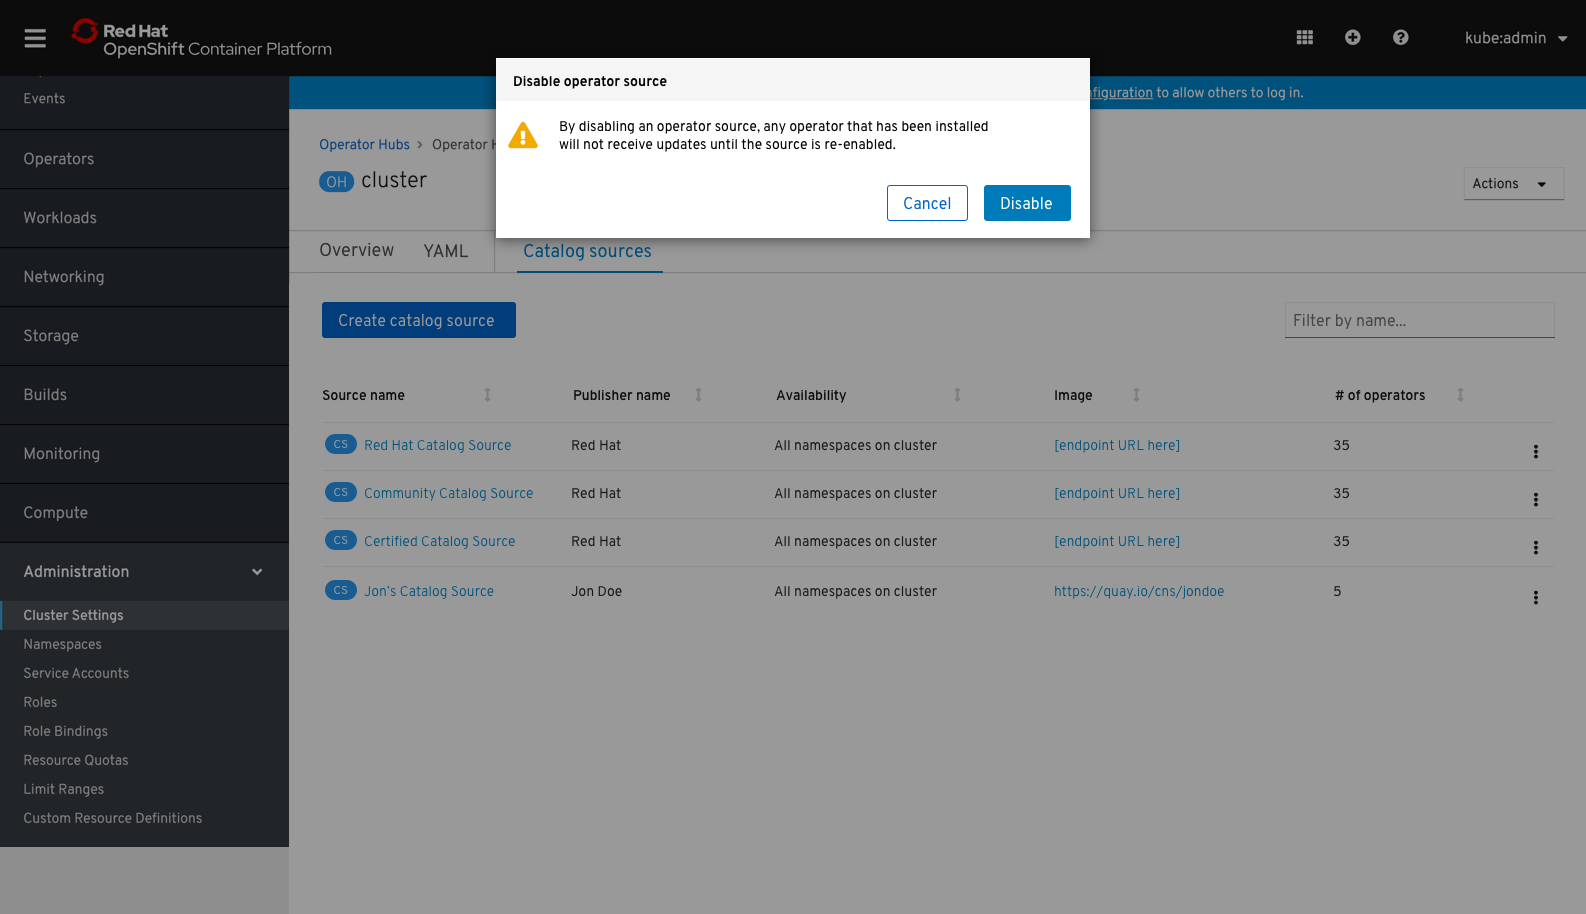 Red Hat
OpenShift Container Platform
kube:admin
Disable operator source
By disabling an operator source, any operator that has been installed
will not receive updates until the source is re-enabled.
Cancel
Disable
to allow others to log in.
Events
Operators
Workloads
Networking
Storage
Builds
Monitoring
Compute
Administration
Cluster Settings
Namespaces
Service Accounts
Roles
Role Bindings
Resource Quotas
Limit Ranges
Custom Resource Definitions
Operator Hubs > Operator
OH cluster
Actions
Overview YAML Catalog sources
Create catalog source
Filter by name...
Source name Publisher name Availability Image # of operators
CS Red Hat Catalog Source Red Hat All namespaces on cluster [endpoint URL here] 35
CS Community Catalog Source Red Hat All namespaces on cluster [endpoint URL here] 35
CS Certified Catalog Source Red Hat All namespaces on cluster [endpoint URL here] 35
CS Jon's Catalog Source Jon Doe All namespaces on cluster https://quay.io/cns/jondoe 5